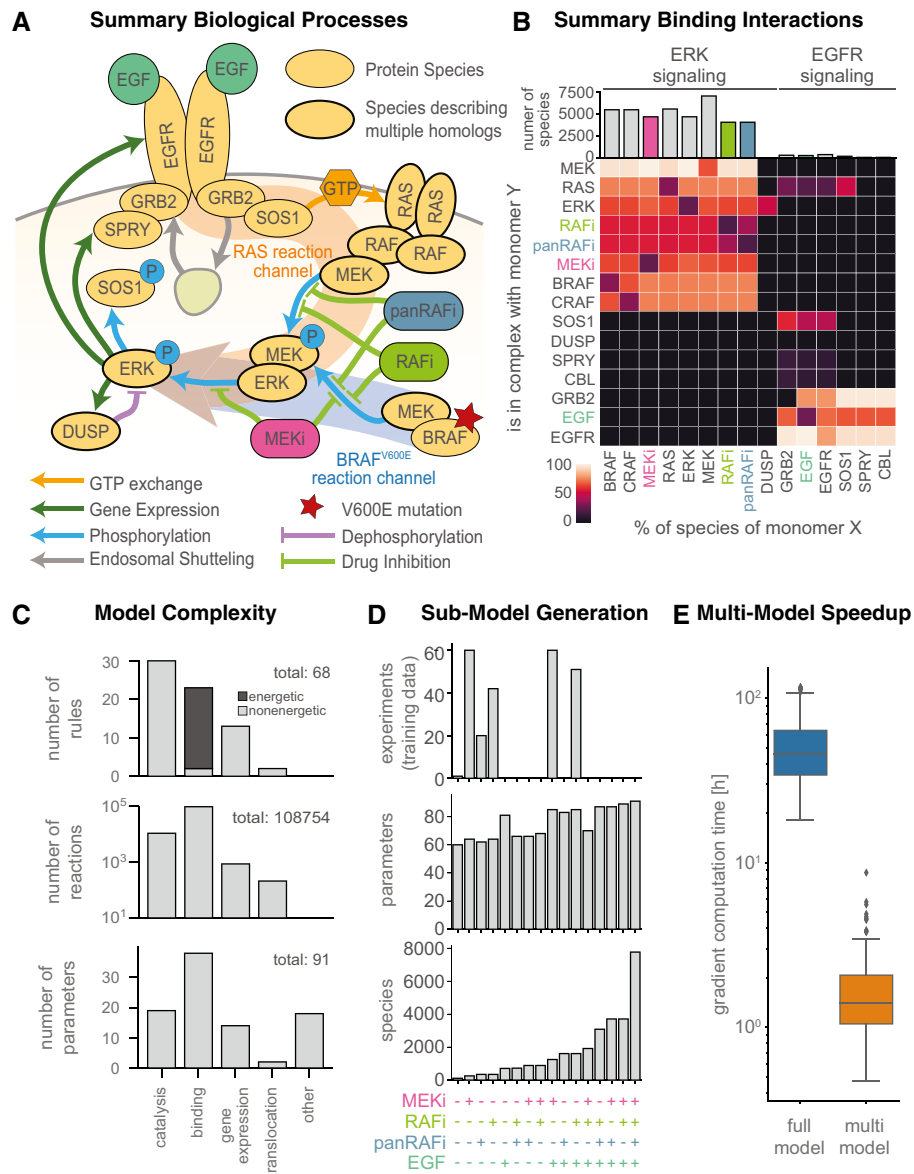 A Summary Biological Processes
EGF
EGF
EGFR
EGFR
Protein Species
Species describing
multiple homologs
GRB2
GRB2
SPRY
SOS1
GTP
RAS
RAS
RAF
RAF
MEK
RAS reaction
channel
SOS1
P
panRAFi
P
P
MEK
ERK
ERK
RAFi
MEK
BRAF
DUSP
MEKi
BRAFV600E
reaction channel
GTP exchange
Gene Expression
Phosphorylation
Endosomal Shutteling
V600E mutation
Dephosphorylation
Drug Inhibition
B Summary Binding Interactions
ERK
signaling
EGFR
signaling
numer of
species
7500
5000
2500
0
is in complex with monomer Y
MEK
RAS
ERK
RAFi
panRAFi
MEKi
BRAF
CRAF
SOS1
DUSP
SPRY
CBL
GRB2
EGF
EGFR
100
50
0
BRAF
CRAF
MEKi
RAS
ERK
MEK
RAFi
panRAFi
DUSP
GRB2
EGF
EGFR
SOS1
SPRY
CBL
% of species of monomer X
C Model Complexity
number of
rules
30
20
10
0
total: 68
energetic
nonenergetic
number of
reactions
10⁵
10³
10¹
total: 108754
number of
parameters
30
20
10
0
total: 91
catalysis
binding
gene
expression
translocation
other
D Sub-Model Generation
experiments
(training data)
60
40
20
0
parameters
80
60
40
20
0
species
8000
6000
4000
2000
0
MEKi
RAFi
panRAFi
EGF
E Multi-Model Speedup
gradient computation time [h]
10²
10¹
10⁰
full
model
multi
model